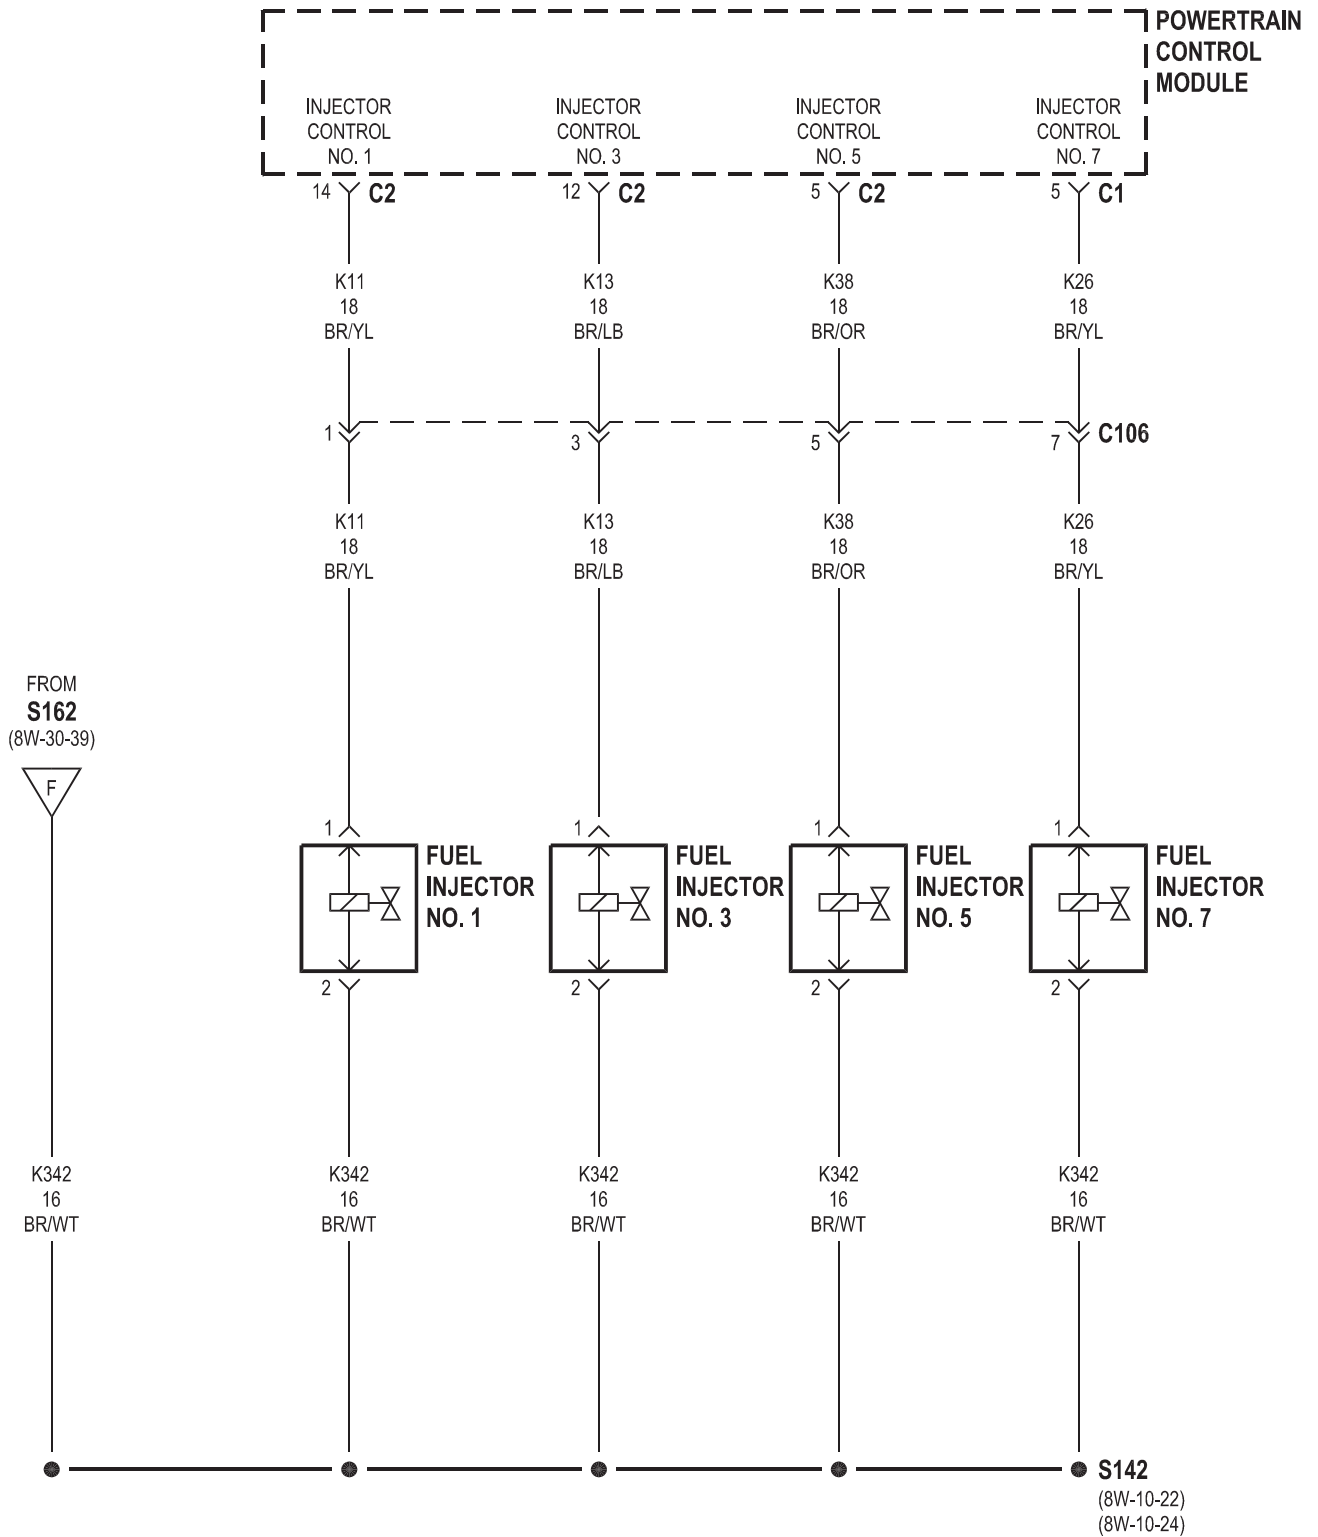 POWERTRAIN
CONTROL
MODULE
INJECTOR
CONTROL
NO. 1
INJECTOR
CONTROL
NO. 3
INJECTOR
CONTROL
NO. 5
INJECTOR
CONTROL
NO. 7
14 C2
12 C2
5 C2
5 C1
K11
18
BR/YL
K13
18
BR/LB
K38
18
BR/OR
K26
18
BR/YL
1
3
5
7
C106
K11
18
BR/YL
K13
18
BR/LB
K38
18
BR/OR
K26
18
BR/YL
FROM
S162
(8W-30-39)
F
1
1
1
1
FUEL
INJECTOR
NO. 1
FUEL
INJECTOR
NO. 3
FUEL
INJECTOR
NO. 5
FUEL
INJECTOR
NO. 7
2
2
2
2
K342
16
BR/WT
K342
16
BR/WT
K342
16
BR/WT
K342
16
BR/WT
K342
16
BR/WT
S142
(8W-10-22)
(8W-10-24)